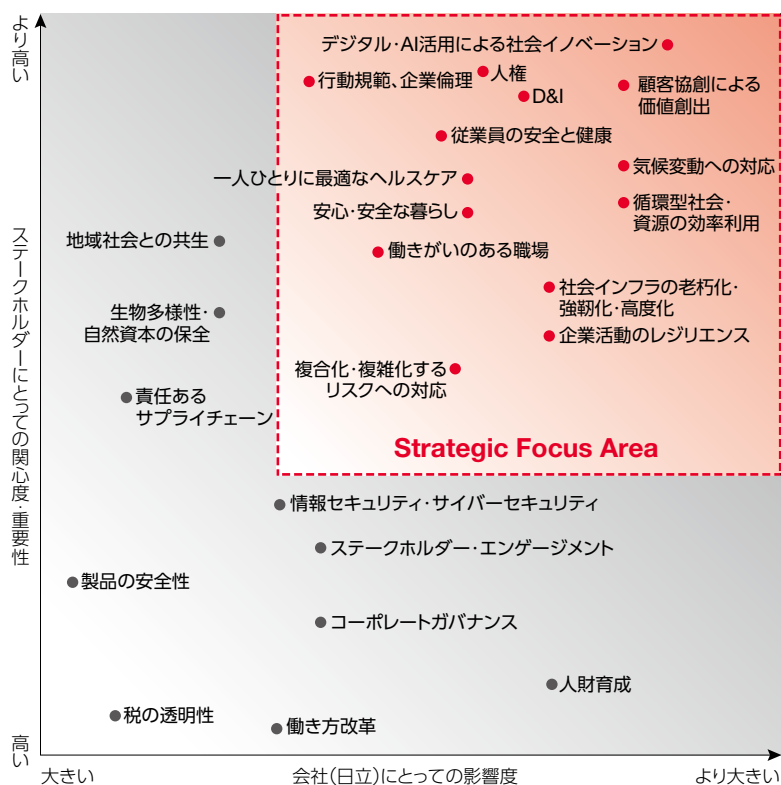 より高い
デジタル・AI活用による社会イノベーション
行動規範、企業倫理
人権
D&I
顧客協創による
価値創出
従業員の安全と健康
気候変動への対応
一人ひとりに最適なヘルスケア
循環型社会・
資源の効率利用
安心・安全な暮らし
地域社会との共生
働きがいのある職場
社会インフラの老朽化・
強靭化・高度化
生物多様性・
自然資本の保全
企業活動のレジリエンス
複合化・複雑化する
リスクへの対応
責任ある
サプライチェーン
Strategic Focus Area
ステークホルダーにとっての関心度・重要性
情報セキュリティ・サイバーセキュリティ
ステークホルダー・エンゲージメント
製品の安全性
コーポレートガバナンス
人財育成
税の透明性
働き方改革
高い
大きい
会社(日立)にとっての影響度
より大きい